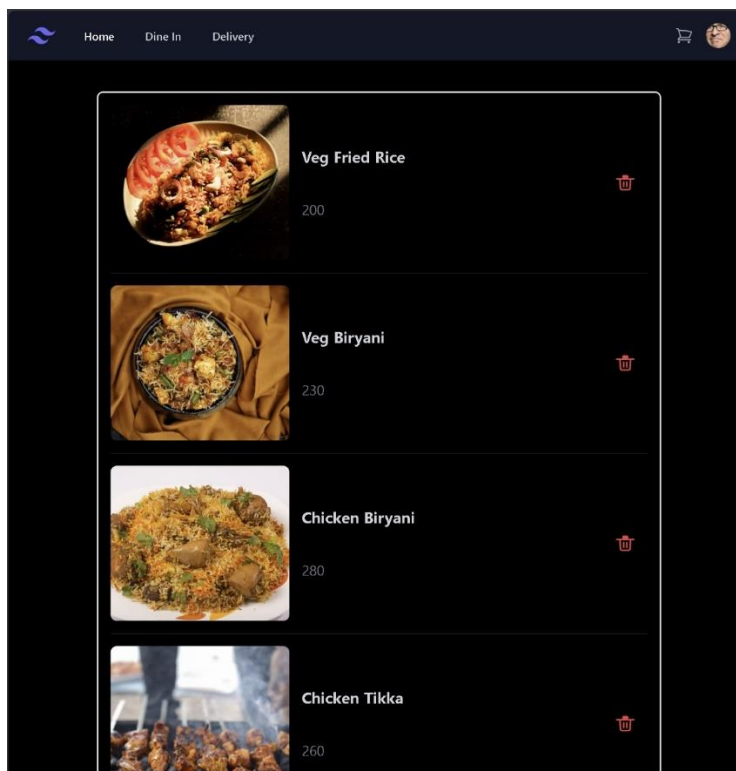 Home
Dine In
Delivery
Veg Fried Rice
200
Veg Biryani
230
Chicken Biryani
280
Chicken Tikka
260